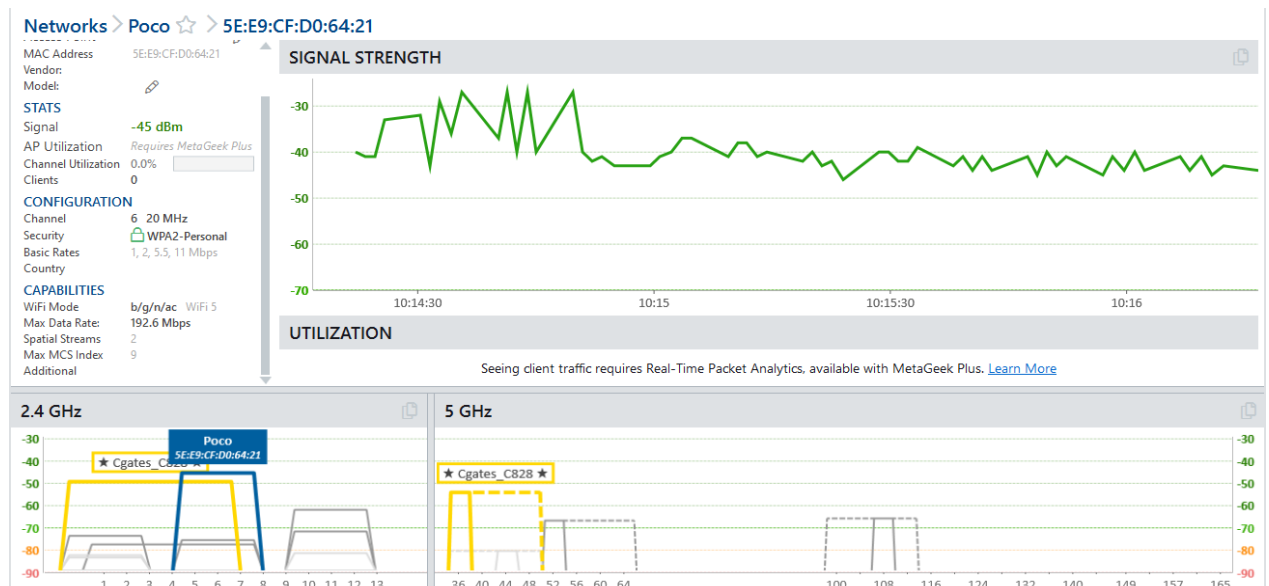 Networks Poco 5E:E9:CF:D0:64:21
MAC Address 5E:E9:CF:D0:64:21
Vendor:
Model:
STATS
Signal -45 dBm
AP Utilization Requires MetaGeek Plus
Channel Utilization 0.0%
Clients 0
CONFIGURATION
Channel 6 20 MHz
Security WPA2-Personal
Basic Rates 1, 2, 5.5, 11 Mbps
Country
CAPABILITIES
WiFi Mode b/g/n/ac WiFi 5
Max Data Rate: 192.6 Mbps
Spatial Streams 2
Max MCS Index 9
Additional
SIGNAL STRENGTH
-30
-40
-50
-60
-70
10:14:30 10:15 10:15:30 10:16
UTILIZATION
Seeing client traffic requires Real-Time Packet Analytics, available with MetaGeek Plus. Learn More
2.4 GHz
-30
-40
-50
-60
-70
-80
-90
Poco
5E:E9:CF:D0:64:21
★ Cgates_C828 ★
1 2 3 4 5 6 7 8 9 10 11 12 13
5 GHz
★ Cgates_C828 ★
-30
-40
-50
-60
-70
-80
-90
36 40 44 48 52 56 60 64 100 108 116 124 132 140 149 157 165